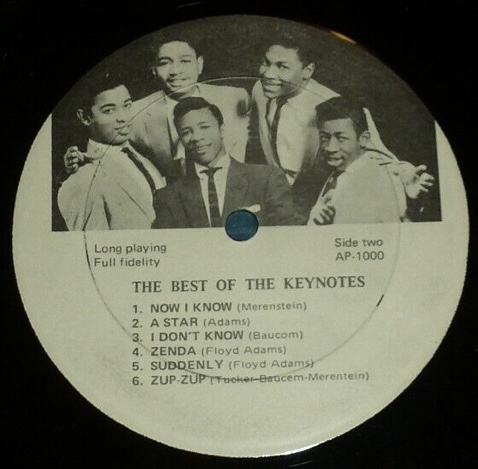 Long playing
Full fidelity
Side two
AP-1000
THE BEST OF THE KEYNOTES
1. NOW I KNOW (Merenstein)
2. A STAR (Adams)
3. I DON'T KNOW (Baucom)
4. ZENDA (Floyd Adams)
5. SUDDENLY (Floyd Adams)
6. ZUP-ZUP (Tucker-Baucem-Merentein)